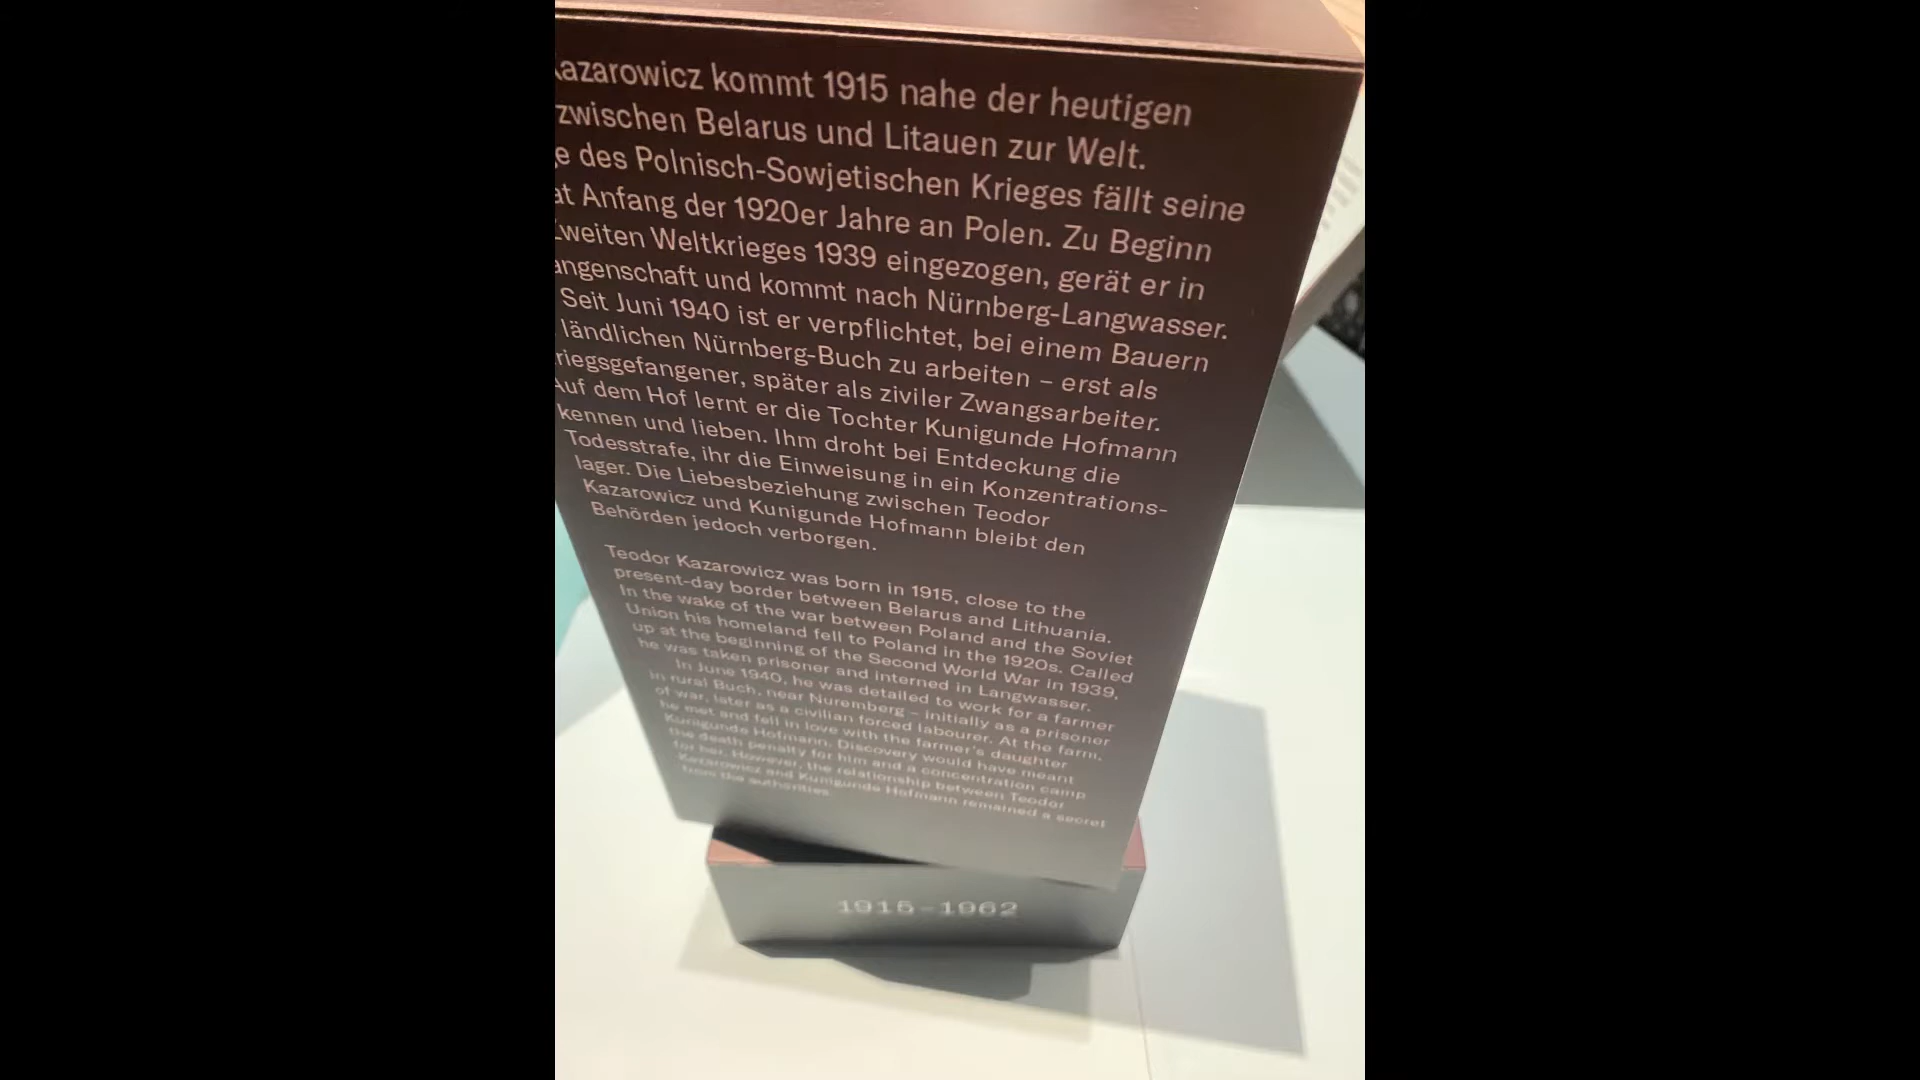 Kazarowicz kommt 1915 nahe der heutigen
zwischen Belarus und Litauen zur Welt.
des Polnisch-Sowjetischen Krieges fällt seine
Anfang der 1920er Jahre an Polen. Zu Beginn
Zweiten Weltkrieges 1939 eingezogen, gerät er in
angenschaft und kommt nach Nürnberg-Langwasser.
Seit Juni 1940 ist er verpflichtet, bei einem Bauern
ländlichen Nürnberg-Buch zu arbeiten – erst als
riegsgefangener, später als ziviler Zwangsarbeiter.
Auf dem Hof lernt er die Tochter Kunigunde Hofmann
kennen und lieben. Ihm droht bei Entdeckung die
Todesstrafe, ihr die Einweisung in ein Konzentrations-
lager. Die Liebesbeziehung zwischen Teodor
Kazarowicz und Kunigunde Hofmann bleibt den
Behörden jedoch verborgen.
Teodor Kazarowicz was born in 1915, close to the
present-day border between Belarus and Lithuania.
In the wake of the war between Poland and the Soviet
Union his homeland fell to Poland in the 1920s. Called
up at the beginning of the Second World War in 1939,
he was taken prisoner and interned in Langwasser.
In June 1940, he was detailed to work for a farmer
in rural Buch, near Nuremberg – initially as a prisoner
of war, later as a civilian forced labourer. At the farm,
he met and fell in love with the farmer's daughter
Kunigunde Hofmann. Discovery would have meant
the death penalty for him and a concentration camp
for her. However, the relationship between Teodor
Kazarowicz and Kunigunde Hofmann remained a secret
from the authorities.
1915–1962